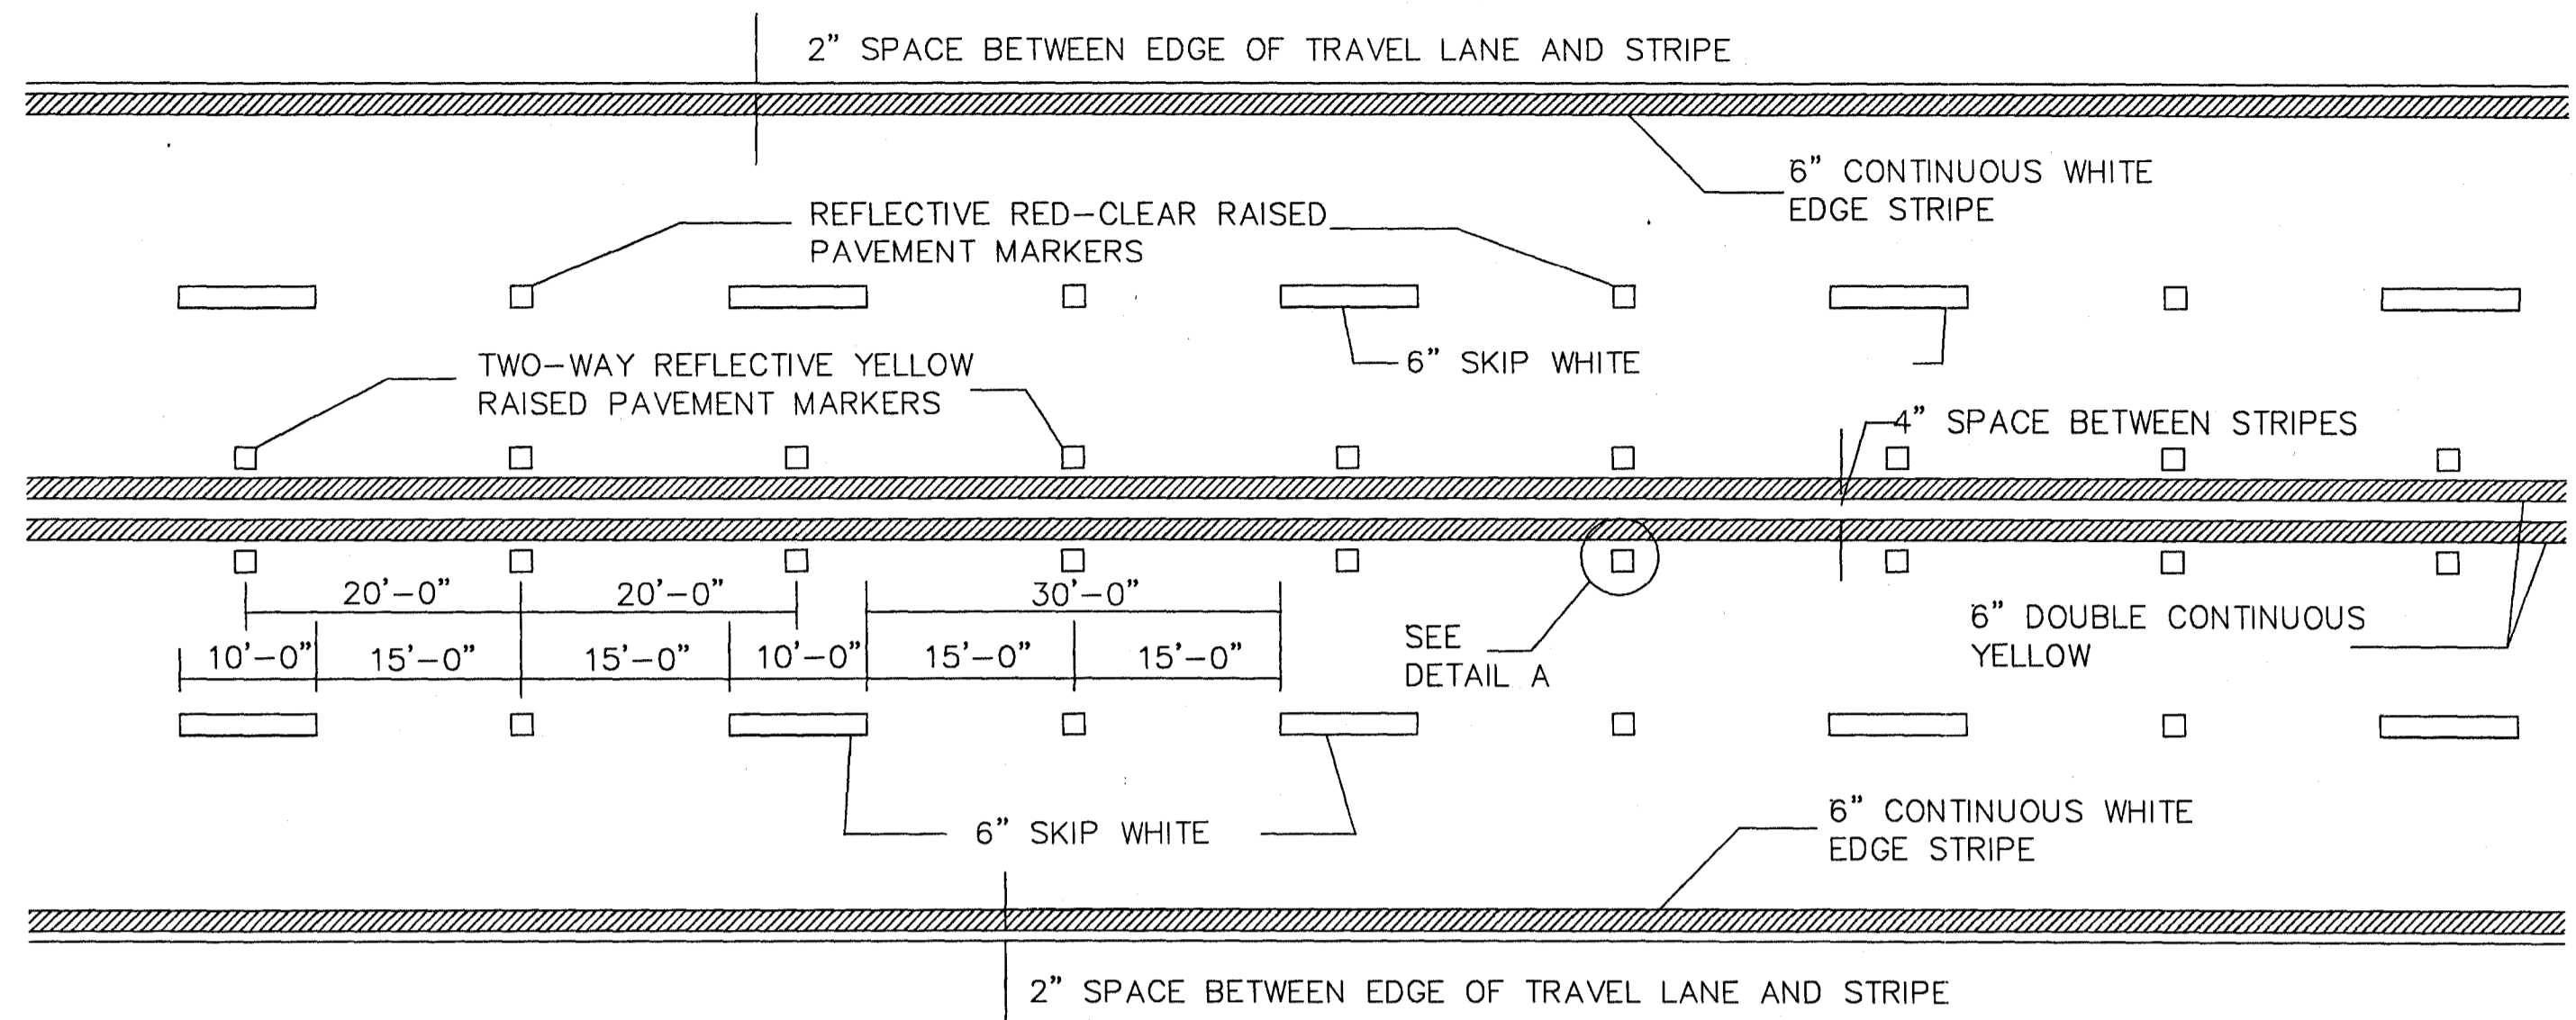 2” SPACE BETWEEN EDGE OF TRAVEL LANE AND STRIPE
6” CONTINUOUS WHITE
EDGE STRIPE
REFLECTIVE RED–CLEAR RAISED
PAVEMENT MARKERS
6” SKIP WHITE
TWO–WAY REFLECTIVE YELLOW
RAISED PAVEMENT MARKERS
4” SPACE BETWEEN STRIPES
20’–0” 20’–0” 30’–0”
10’–0” 15’–0” 15’–0” 10’–0” 15’–0” 15’–0”
SEE
DETAIL A
6” DOUBLE CONTINUOUS
YELLOW
6” SKIP WHITE
6” CONTINUOUS WHITE
EDGE STRIPE
2” SPACE BETWEEN EDGE OF TRAVEL LANE AND STRIPE